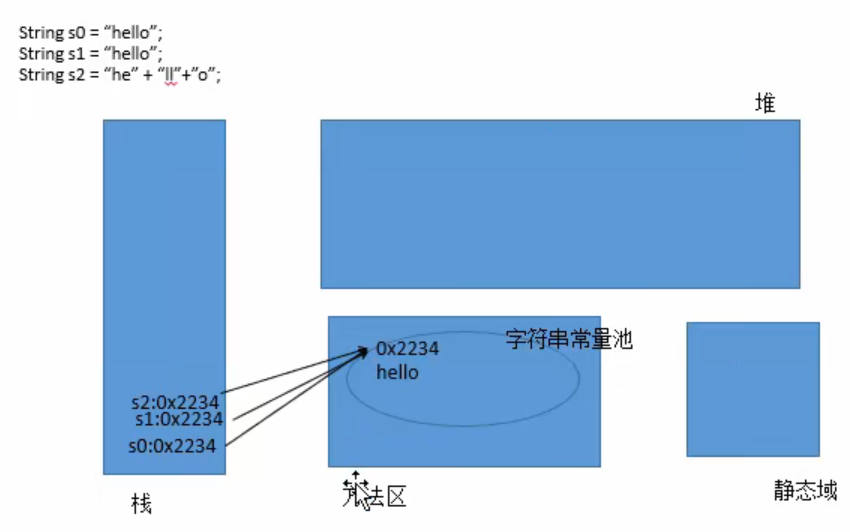 String s0 = “hello”;
String s1 = “hello”;
String s2 = “he” + “ll”+”o”;
堆
字符串常量池
0x2234
hello
s2:0x2234
s1:0x2234
s0:0x2234
栈
方法区
静态域